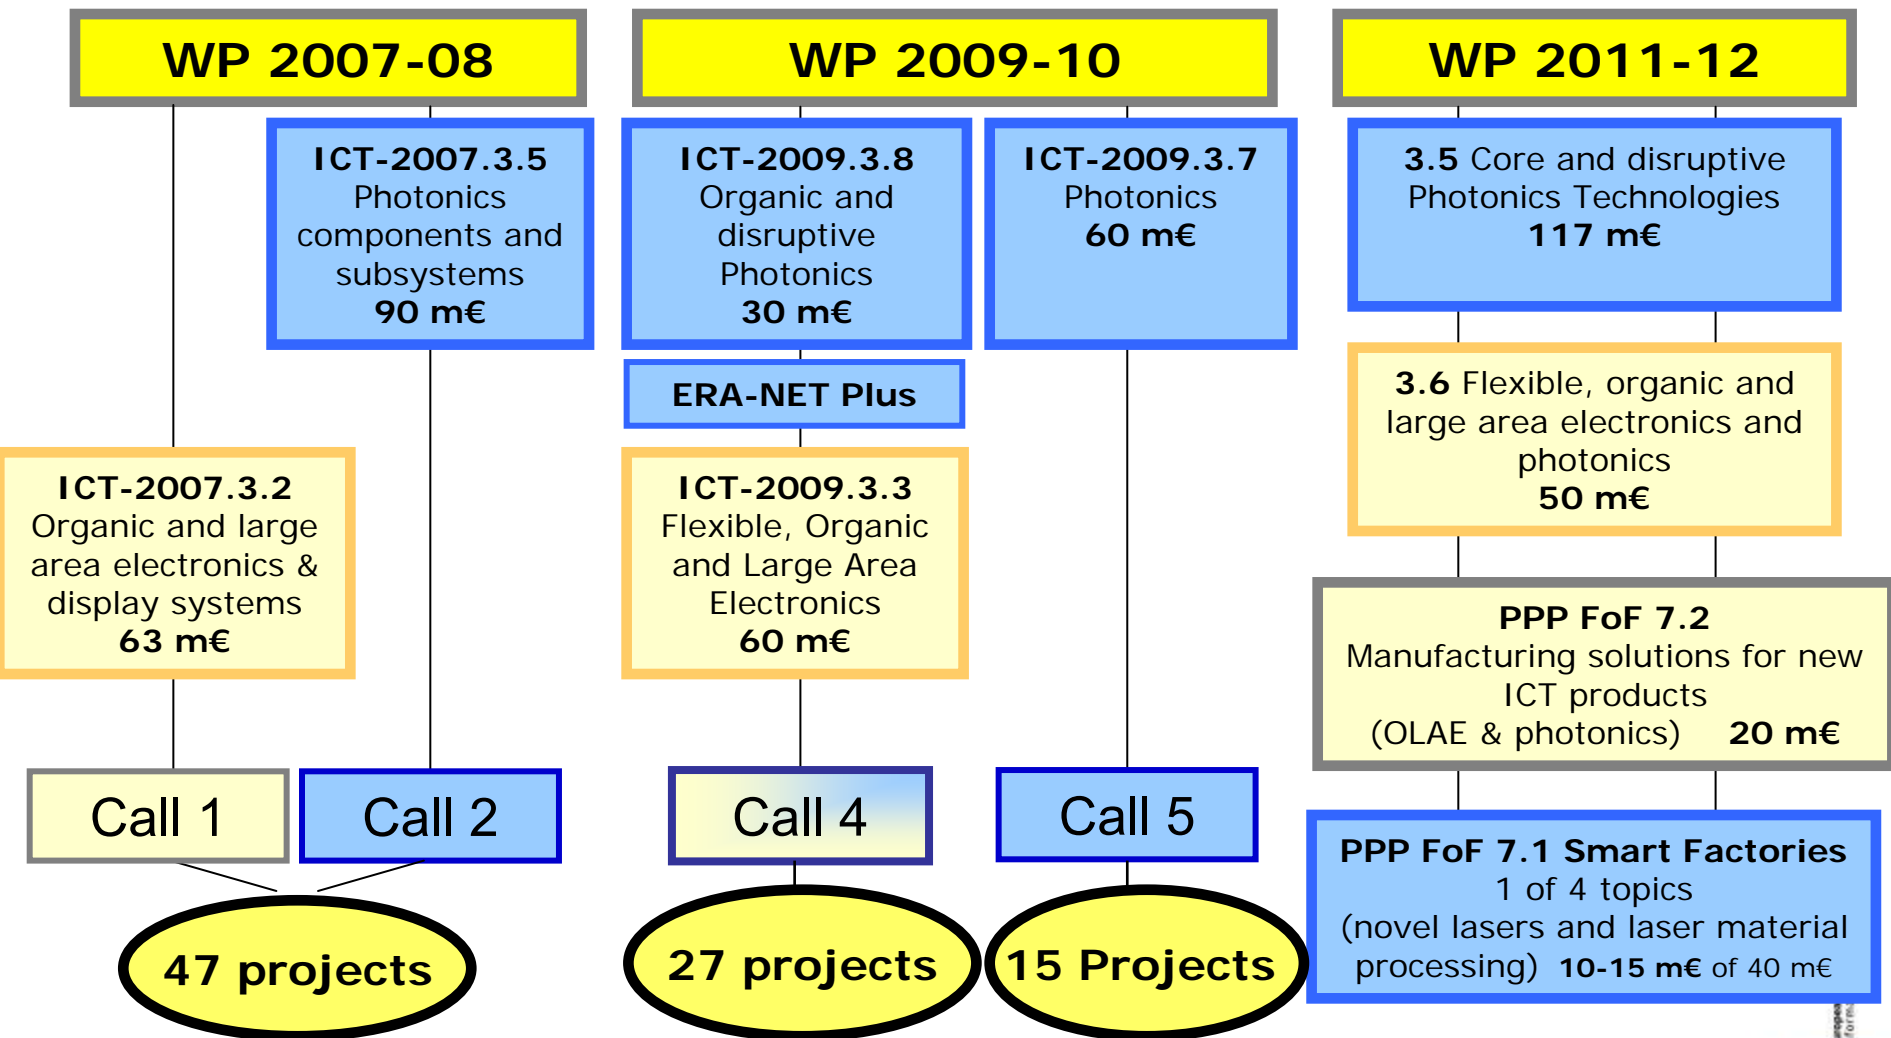 WP 2007-08
WP 2009-10
WP 2011-12
ICT-2007.3.5
Photonics
components and
subsystems
90 m€
ICT-2009.3.8
Organic and
disruptive
Photonics
30 m€
ICT-2009.3.7
Photonics
60 m€
3.5 Core and disruptive
Photonics Technologies
117 m€
ERA-NET Plus
3.6 Flexible, organic and
large area electronics and
photonics
50 m€
ICT-2007.3.2
Organic and large
area electronics &
display systems
63 m€
ICT-2009.3.3
Flexible, Organic
and Large Area
Electronics
60 m€
PPP FoF 7.2
Manufacturing solutions for new
ICT products
(OLAE & photonics) 20 m€
Call 1
Call 2
Call 4
Call 5
PPP FoF 7.1 Smart Factories
1 of 4 topics
(novel lasers and laser material
processing) 10-15 m€ of 40 m€
47 projects
27 projects
15 Projects